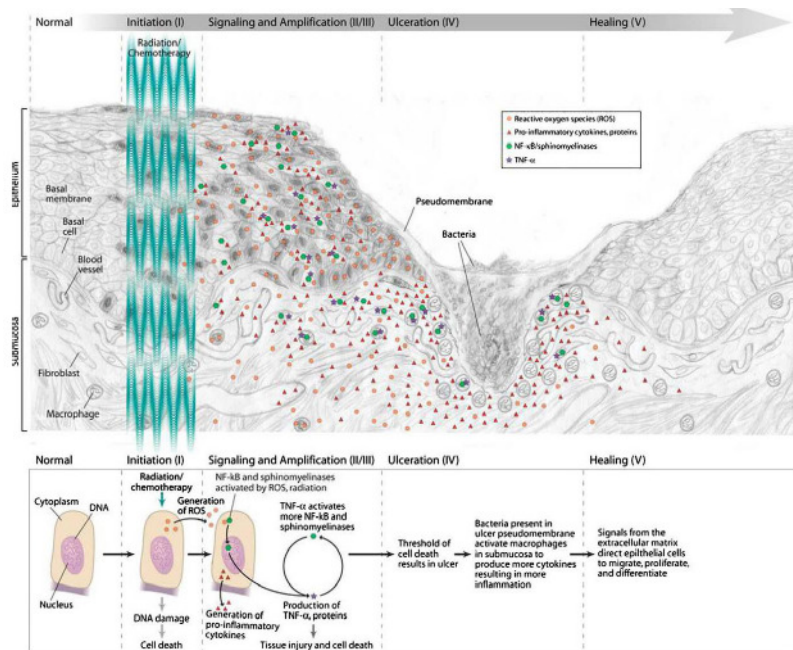 Normal
Initiation (I)
Signaling and Amplification (II/III)
Ulceration (IV)
Healing (V)
Radiation/
Chemotherapy
Reactive oxygen species (ROS)
Pro-inflammatory cytokines, proteins
NF-κB/sphinomyelinases
TNF-α
Epithelium
Submucosa
Basal
membrane
Basal
cell
Blood
vessel
Fibroblast
Macrophage
Pseudomembrane
Bacteria
Normal
Initiation (I)
Signaling and Amplification (II/III)
Ulceration (IV)
Healing (V)
Cytoplasm
DNA
Nucleus
Radiation/
chemotherapy
Generation
of ROS
DNA damage
Cell death
NF-kB and sphinomyelinases
activated by ROS, radiation
Generation of
pro-inflammatory
cytokines
TNF-α activates
more NF-kB and
sphinomyelinases
Production of
TNF-α, proteins
Tissue injury and cell death
Threshold of
cell death
results in ulcer
Bacteria present in
ulcer pseudomembrane
activate macrophages
in submucosa to
produce more cytokines
resulting in more
inflammation
Signals from the
extracellular matrix
direct epilthelial cells
to migrate, proliferate,
and differentiate